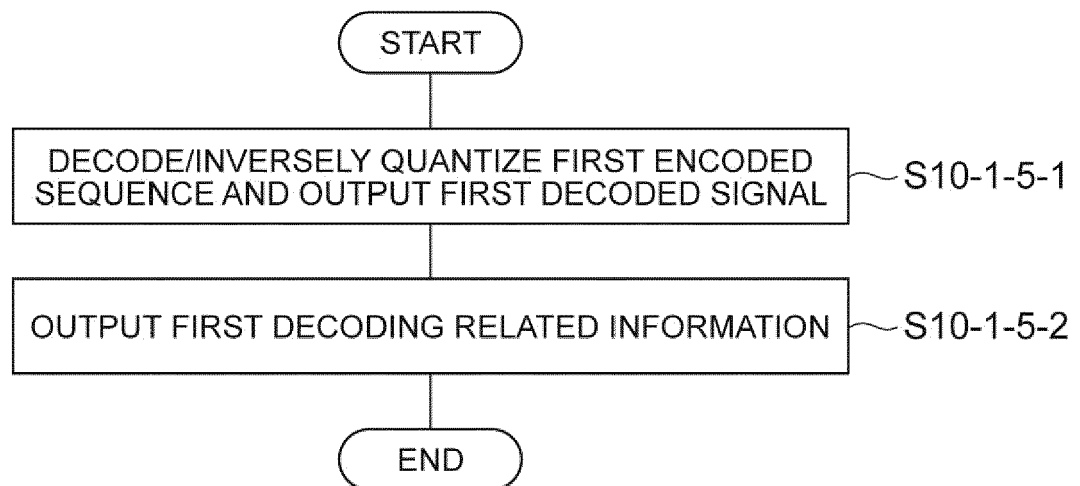 START
DECODE/INVERSELY QUANTIZE FIRST ENCODED
SEQUENCE AND OUTPUT FIRST DECODED SIGNAL
S10-1-5-1
OUTPUT FIRST DECODING RELATED INFORMATION
S10-1-5-2
END